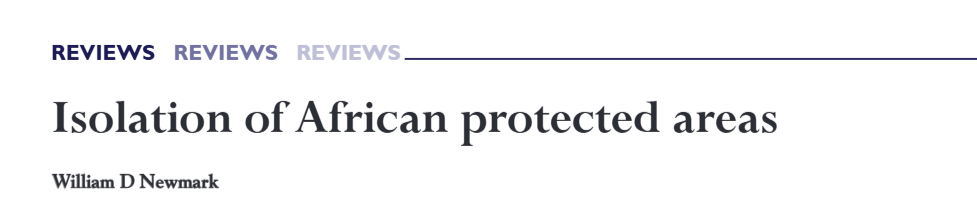 REVIEWS REVIEWS REVIEWS
Isolation of African protected areas
William D Newmark